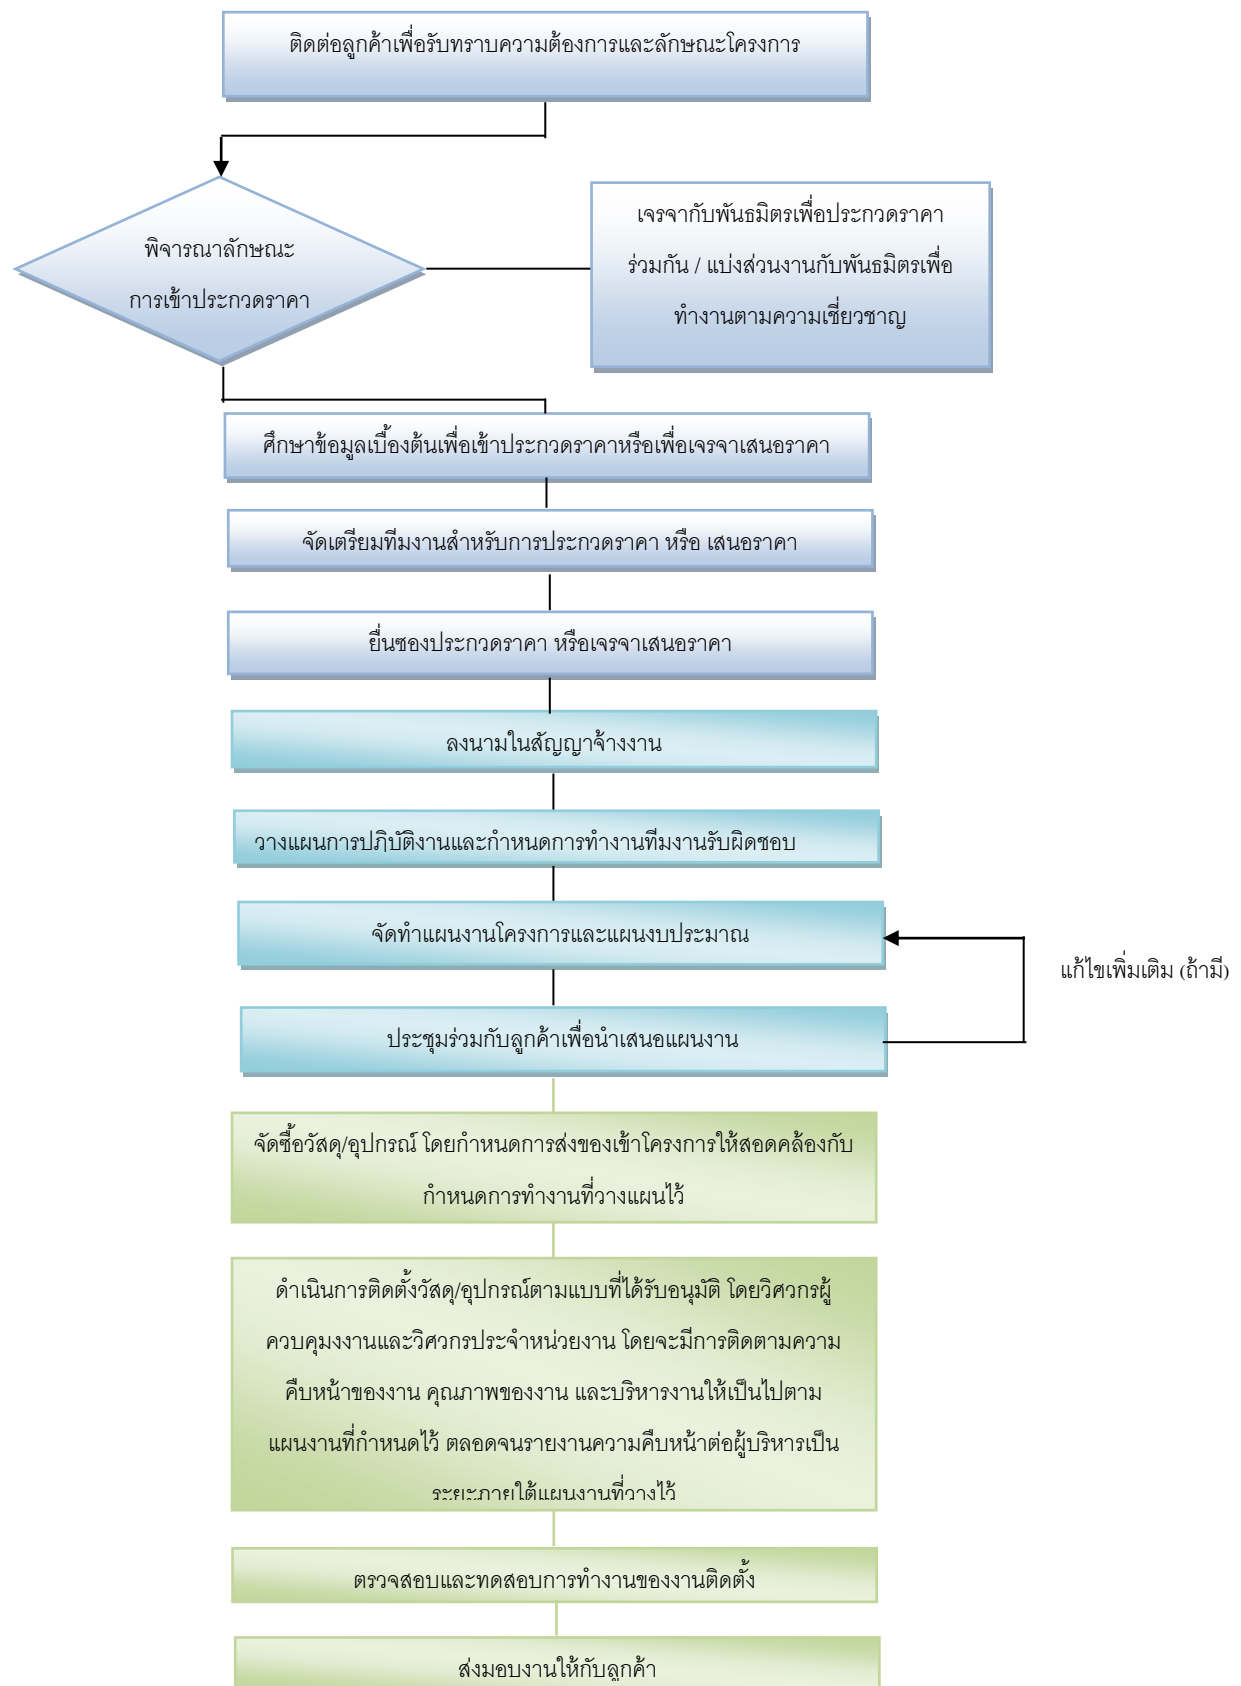 ติดต่อลูกค้าเพื่อรับทราบความต้องการและลักษณะโครงการ
พิจารณาลักษณะ
การเข้าประกวดราคา
เจรจากับพันธมิตรเพื่อประกวดราคา
ร่วมกัน / แบ่งส่วนงานกับพันธมิตรเพื่อ
ทำงานตามความเชี่ยวชาญ
ศึกษาข้อมูลเบื้องต้นเพื่อเข้าประกวดราคาหรือเพื่อเจรจาเสนอราคา
จัดเตรียมทีมงานสำหรับการประกวดราคา หรือ เสนอราคา
ยื่นซองประกวดราคา หรือเจรจาเสนอราคา
ลงนามในสัญญาจ้างงาน
วางแผนการปฏิบัติงานและกำหนดการทำงานทีมงานรับผิดชอบ
จัดทำแผนงานโครงการและแผนงบประมาณ
แก้ไขเพิ่มเติม (ถ้ามี)
ประชุมร่วมกับลูกค้าเพื่อนำเสนอแผนงาน
จัดซื้อวัสดุ/อุปกรณ์ โดยกำหนดการส่งของเข้าโครงการให้สอดคล้องกับ
กำหนดการทำงานที่วางแผนไว้
ดำเนินการติดตั้งวัสดุ/อุปกรณ์ตามแบบที่ได้รับอนุมัติ โดยวิศวกรผู้
ควบคุมงงานและวิศวกรประจำหน่วยงาน โดยจะมีการติดตามความ
คืบหน้าของงาน คุณภาพของงาน และบริหารงานให้เป็นไปตาม
แผนงานที่กำหนดไว้ ตลอดจนรายงานความคืบหน้าต่อผู้บริหารเป็น
ระยะภายใต้แผนงานที่วางไว้
ตรวจสอบและทดสอบการทำงานของงานติดตั้ง
ส่งมอบงานให้กับลูกค้า